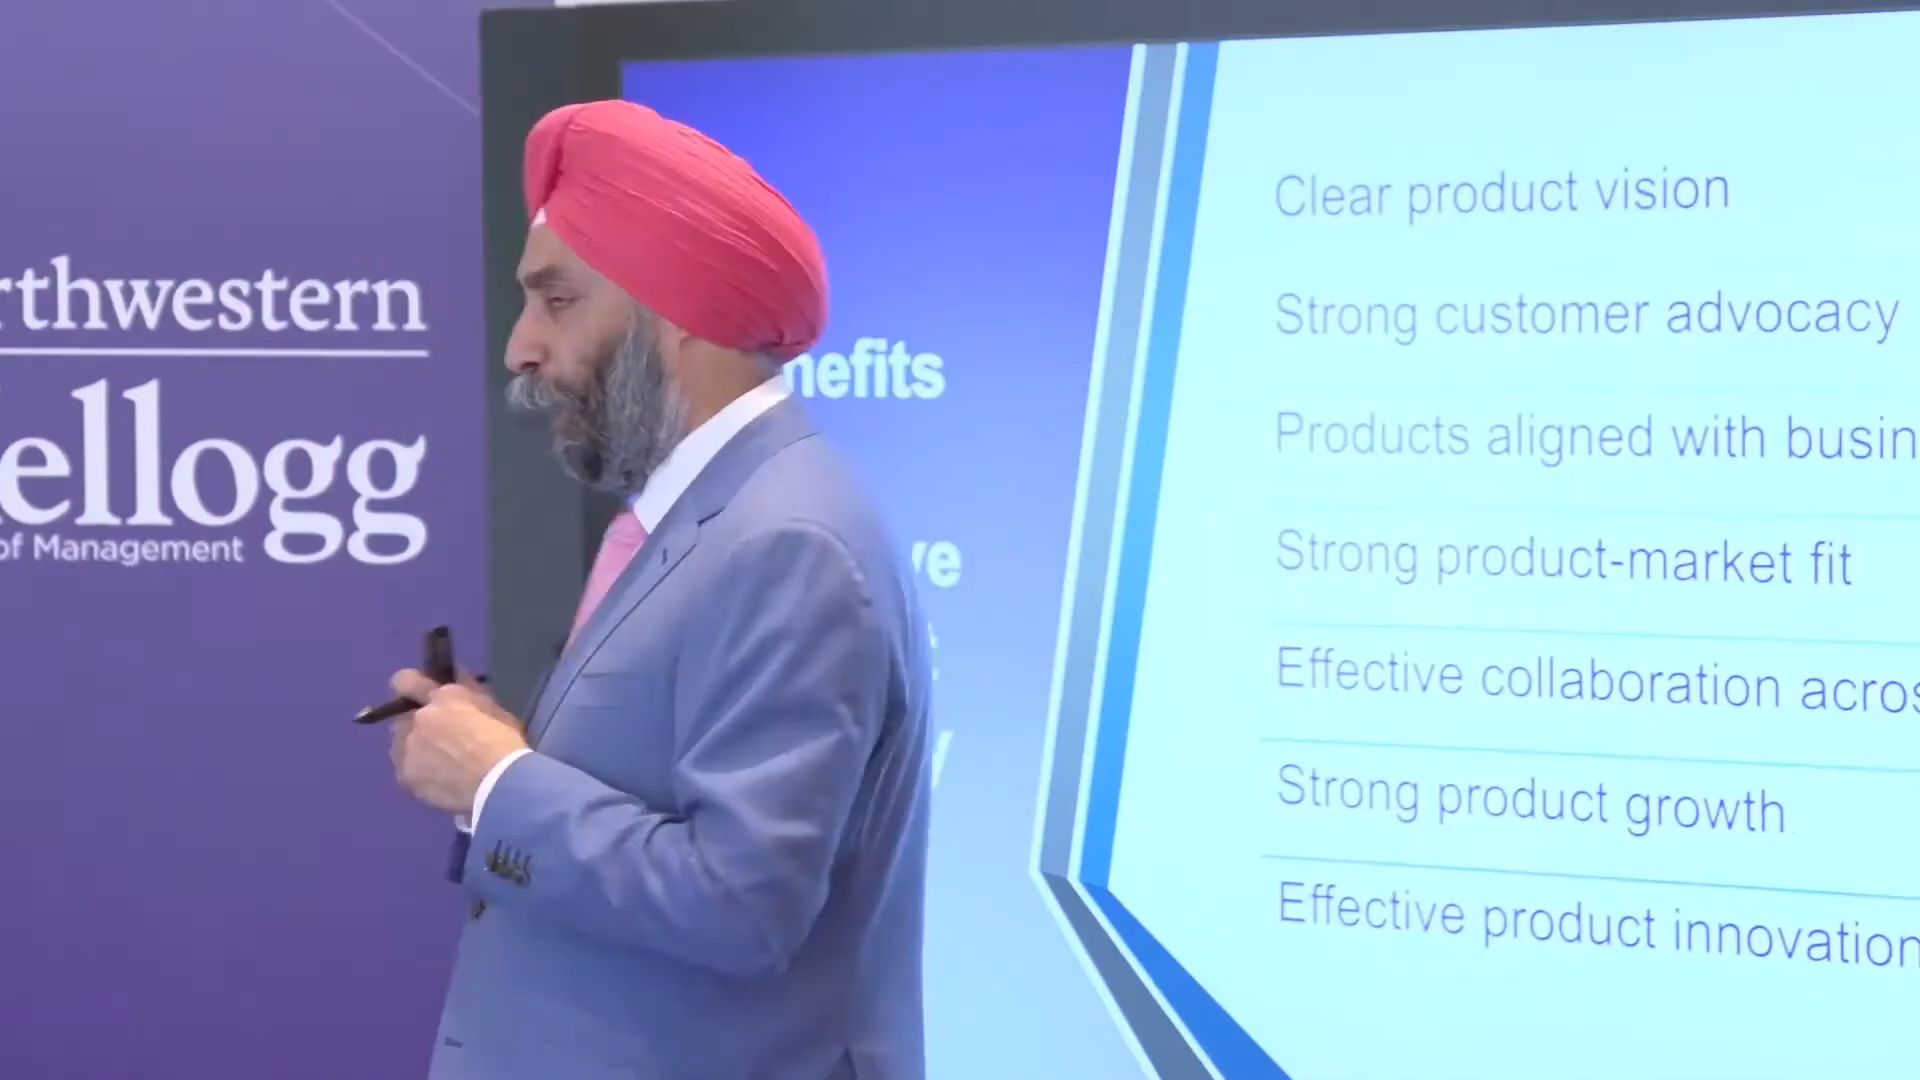 rthwestern
ellogg
of Management
nefits
ve
Clear product vision
Strong customer advocacy
Products aligned with busin
Strong product-market fit
Effective collaboration acros
Strong product growth
Effective product innovation